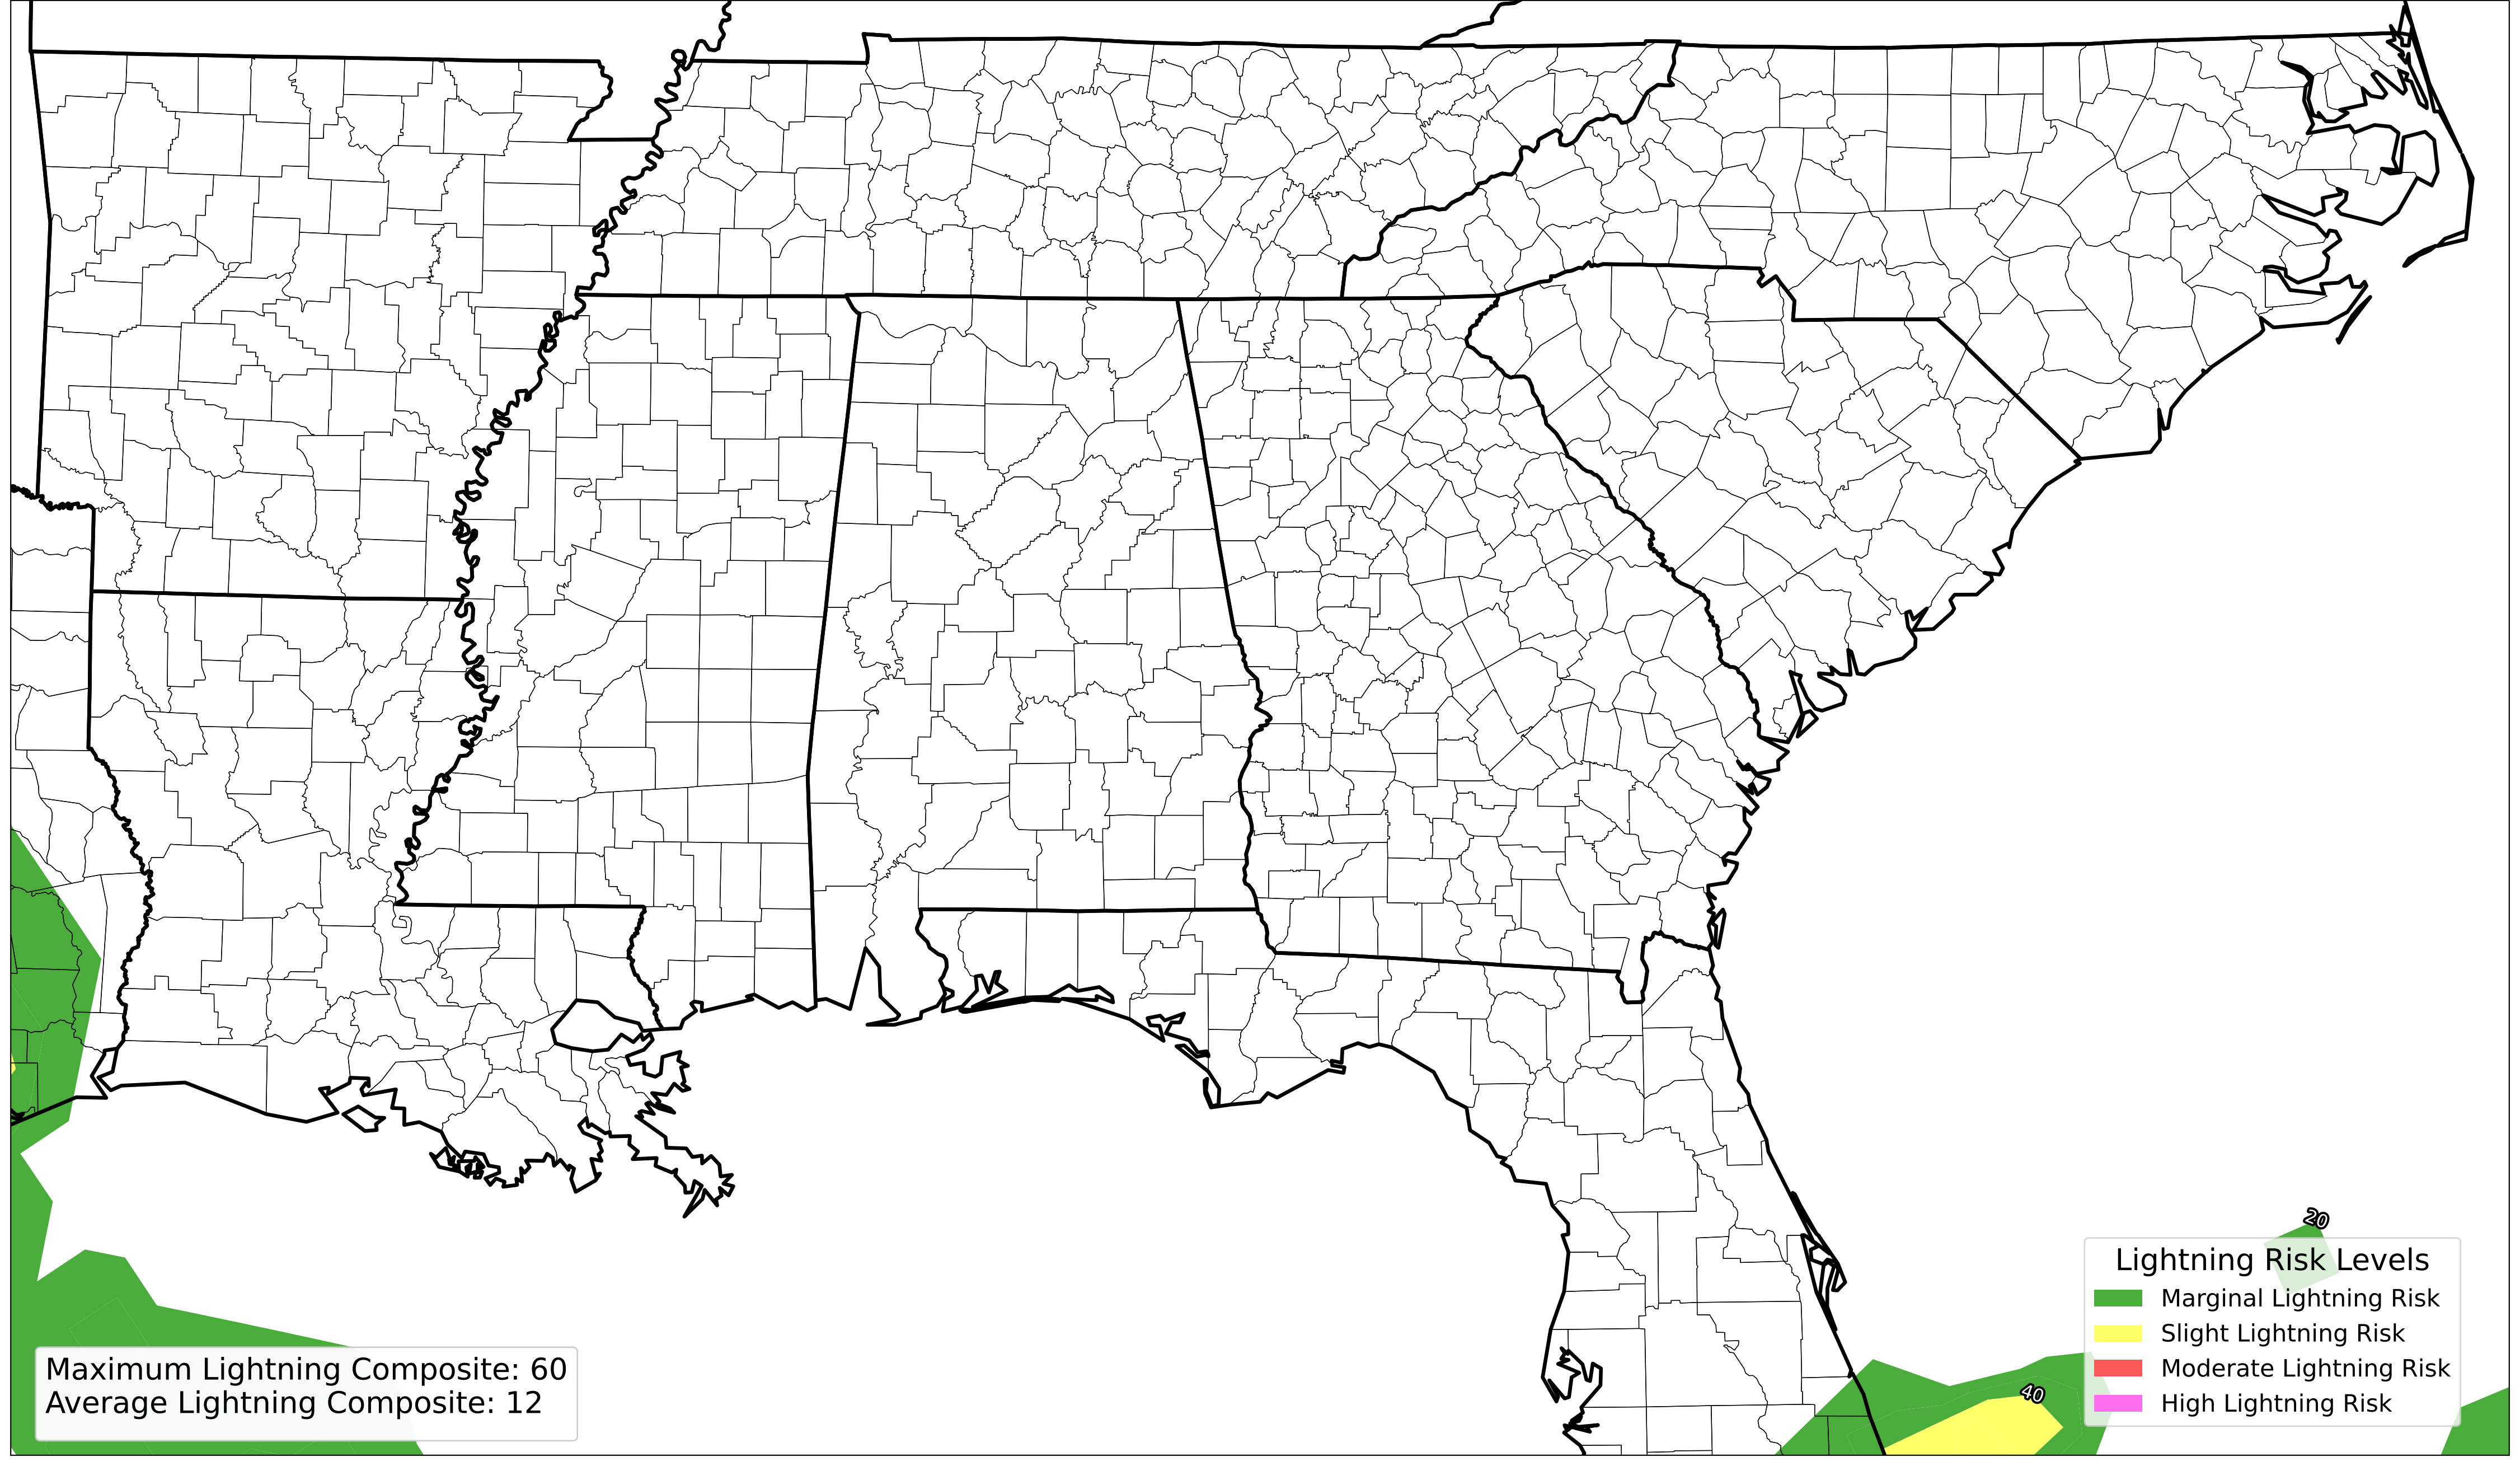 20
Lightning Risk Levels
Marginal Lightning Risk
Slight Lightning Risk
Moderate Lightning Risk
High Lightning Risk
Maximum Lightning Composite: 60
Average Lightning Composite: 12
40